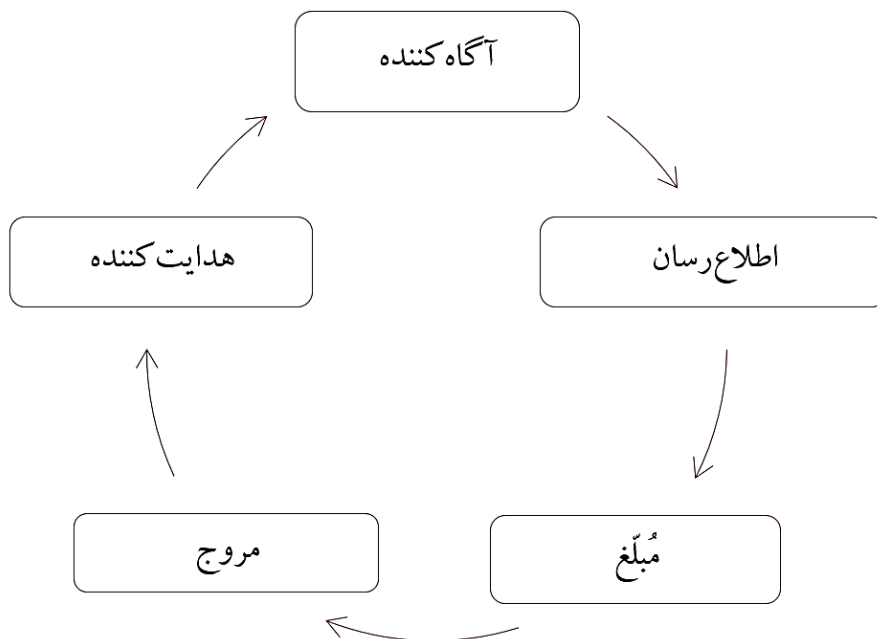 آگاه‌کننده
اطلاع‌رسان
مُبلّغ
مروج
هدایت‌کننده